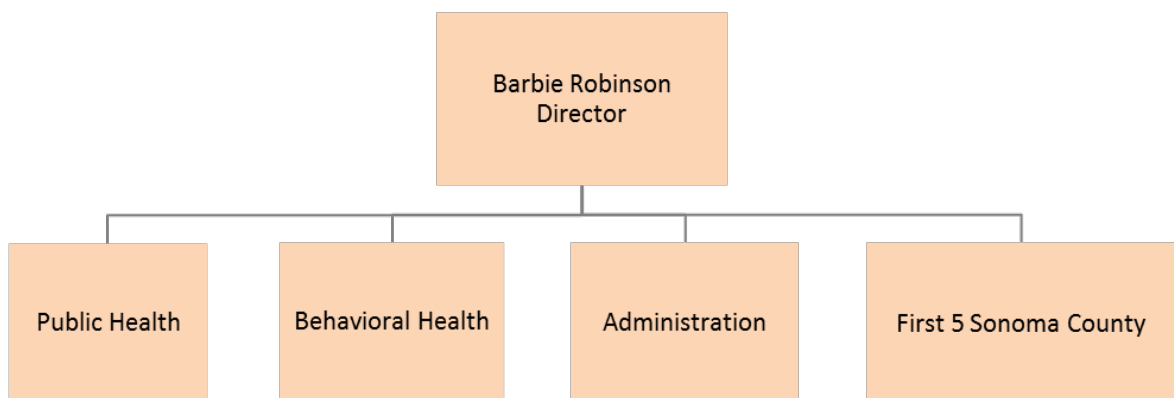 Barbie Robinson
Director
Public Health
Behavioral Health
Administration
First 5 Sonoma County